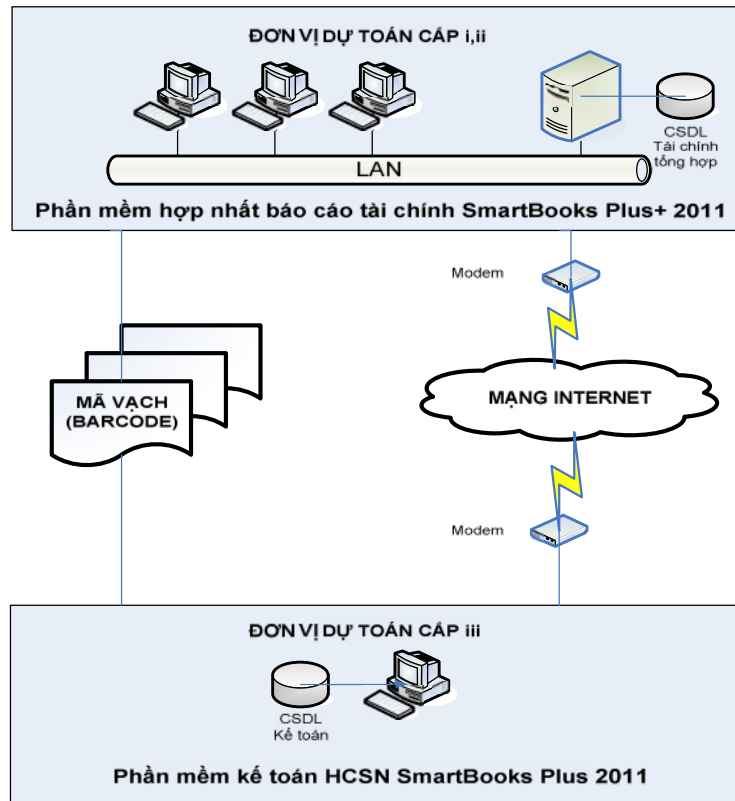 ĐƠN VỊ DỰ TOÁN CẤP i,ii
CSDL
Tài chính
tổng hợp
LAN
Phần mềm hợp nhất báo cáo tài chính SmartBooks Plus+ 2011
Modem
MÃ VẠCH
(BARCODE)
MẠNG INTERNET
Modem
ĐƠN VỊ DỰ TOÁN CẤP iii
CSDL
Kế toán
Phần mềm kế toán HCSN SmartBooks Plus 2011